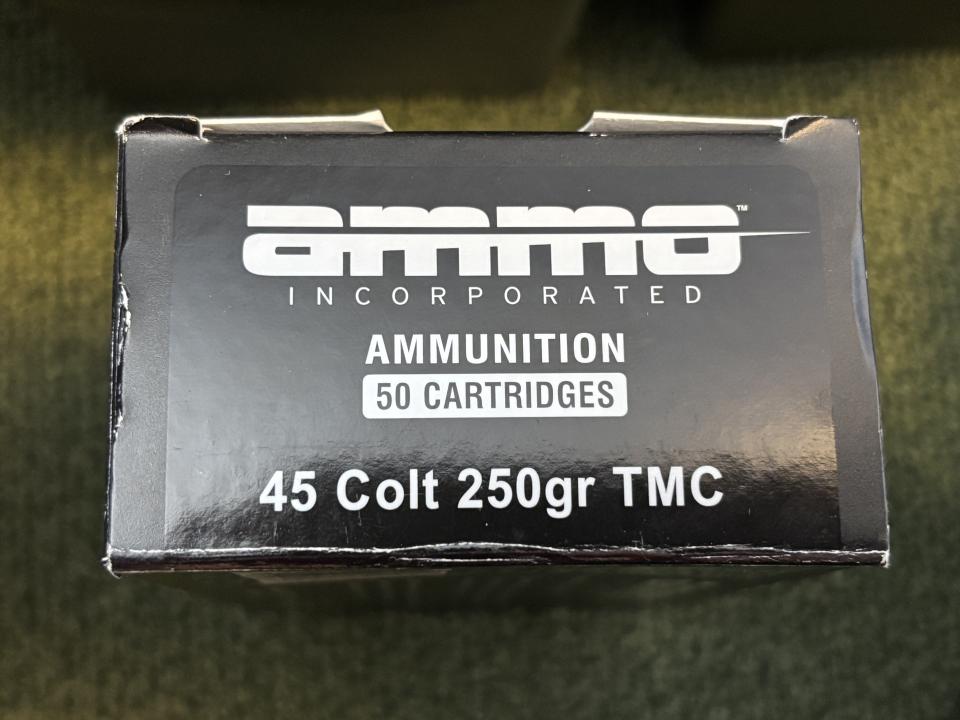 ammo™
INCORPORATED
AMMUNITION
50 CARTRIDGES
45 Colt 250gr TMC